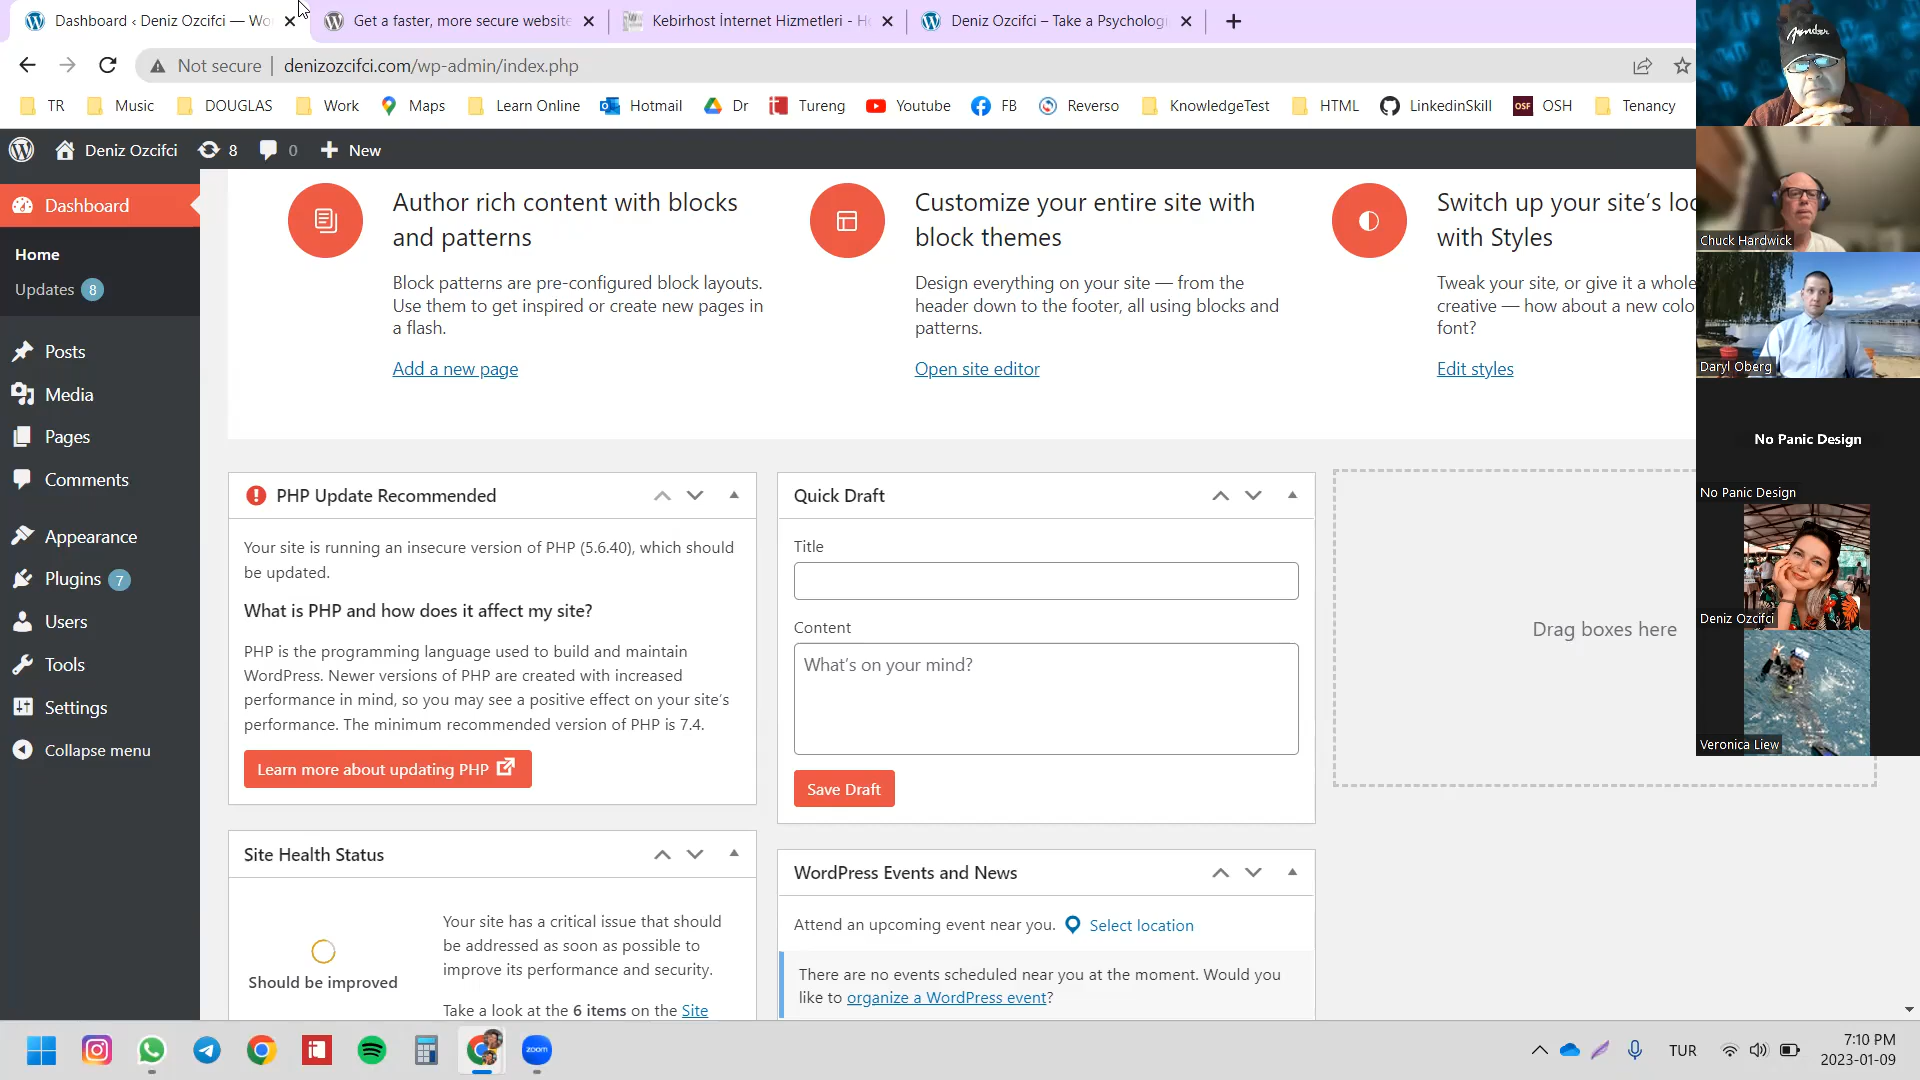 Dashboard ‹ Deniz Ozcifci — Wo
Get a faster, more secure website
Kebirhost İnternet Hizmetleri - H
Deniz Ozcifci – Take a Psychologi
Not secure
denizozcifci.com/wp-admin/index.php
TR
Music
DOUGLAS
Work
Maps
Learn Online
Hotmail
Dr
Tureng
Youtube
FB
Reverso
KnowledgeTest
HTML
LinkedinSkill
OSF
OSH
Tenancy
Deniz Ozcifci
8
0
New
Dashboard
Home
Updates 8
Posts
Media
Pages
Comments
Appearance
Plugins 7
Users
Tools
Settings
Collapse menu
Author rich content with blocks
and patterns
Block patterns are pre-configured block layouts.
Use them to get inspired or create new pages in
a flash.
Add a new page
Customize your entire site with
block themes
Design everything on your site — from the
header down to the footer, all using blocks and
patterns.
Open site editor
Switch up your site’s loo
with Styles
Tweak your site, or give it a whole
creative — how about a new colo
font?
Edit styles
PHP Update Recommended
Your site is running an insecure version of PHP (5.6.40), which should
be updated.
What is PHP and how does it affect my site?
PHP is the programming language used to build and maintain
WordPress. Newer versions of PHP are created with increased
performance in mind, so you may see a positive effect on your site’s
performance. The minimum recommended version of PHP is 7.4.
Learn more about updating PHP
Quick Draft
Title
Content
What’s on your mind?
Save Draft
Drag boxes here
Site Health Status
Should be improved
Your site has a critical issue that should
be addressed as soon as possible to
improve its performance and security.
Take a look at the 6 items on the Site
WordPress Events and News
Attend an upcoming event near you.
Select location
There are no events scheduled near you at the moment. Would you
like to organize a WordPress event?
Fender
Chuck Hardwick
Daryl Oberg
No Panic Design
No Panic Design
Deniz Ozcifci
Veronica Liew
zoom
TUR
7:10 PM
2023-01-09